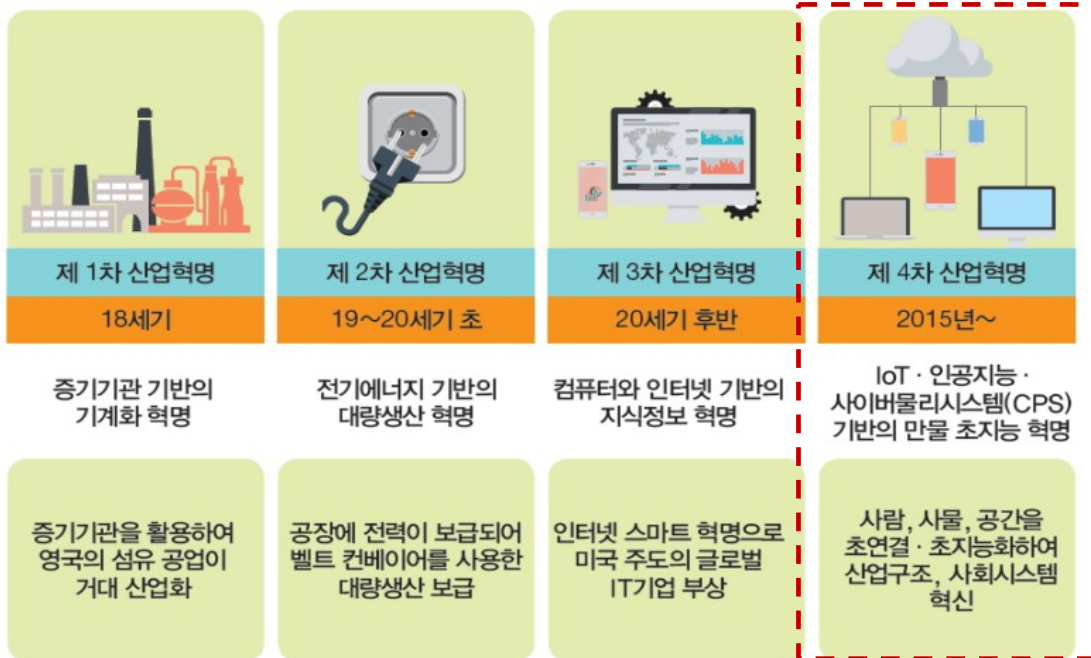 제 1차 산업혁명
18세기
증기기관 기반의
기계화 혁명
증기기관을 활용하여
영국의 섬유 공업이
거대 산업화
제 2차 산업혁명
19~20세기 초
전기에너지 기반의
대량생산 혁명
공장에 전력이 보급되어
벨트 컨베이어를 사용한
대량생산 보급
제 3차 산업혁명
20세기 후반
컴퓨터와 인터넷 기반의
지식정보 혁명
인터넷 스마트 혁명으로
미국 주도의 글로벌
IT기업 부상
제 4차 산업혁명
2015년~
IoT · 인공지능 ·
사이버물리시스템(CPS)
기반의 만물 초지능 혁명
사람, 사물, 공간을
초연결 · 초지능화하여
산업구조, 사회시스템
혁신